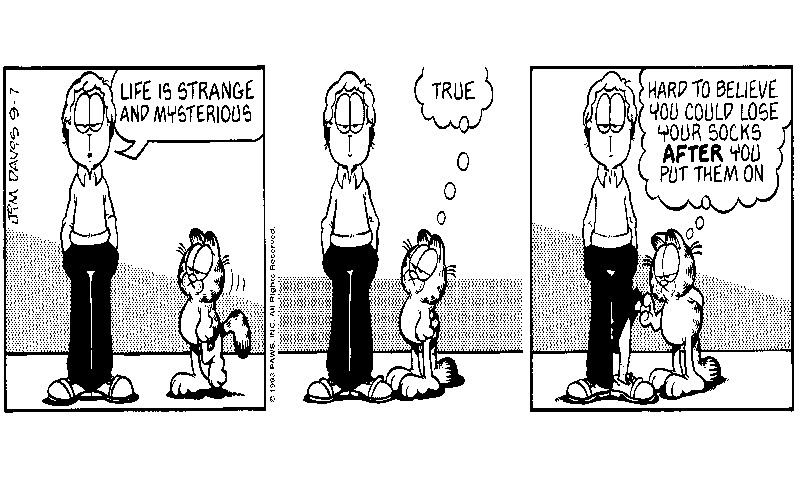 JIM DAVIS 9-7
LIFE IS STRANGE
AND MYSTERIOUS
© 1993 PAWS, INC. All Rights Reserved.
TRUE
HARD TO BELIEVE
YOU COULD LOSE
YOUR SOCKS
AFTER YOU
PUT THEM ON